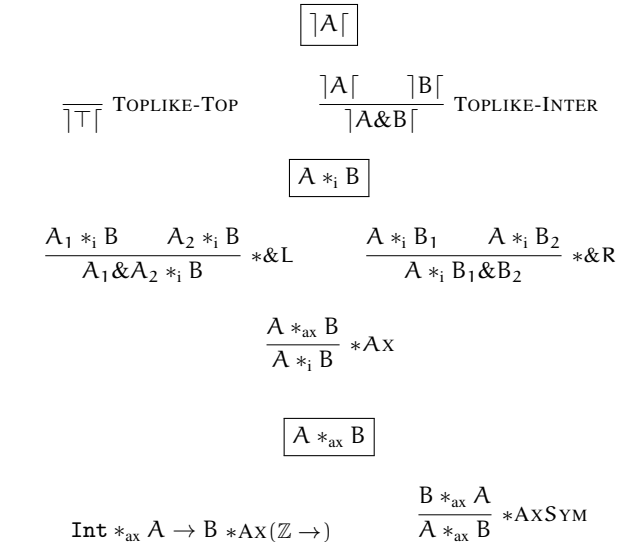 ⌉A⌈
⌉⊤⌈ TOPLIKE-TOP
⌉A⌈ ⌉B⌈
⌉A&B⌈ TOPLIKE-INTER
A *i B
A₁ *i B A₂ *i B
A₁&A₂ *i B *&L
A *i B₁ A *i B₂
A *i B₁&B₂ *&R
A *ax B
A *i B *AX
A *ax B
Int *ax A → B *AX(ℤ →)
B *ax A
A *ax B *AXSYM